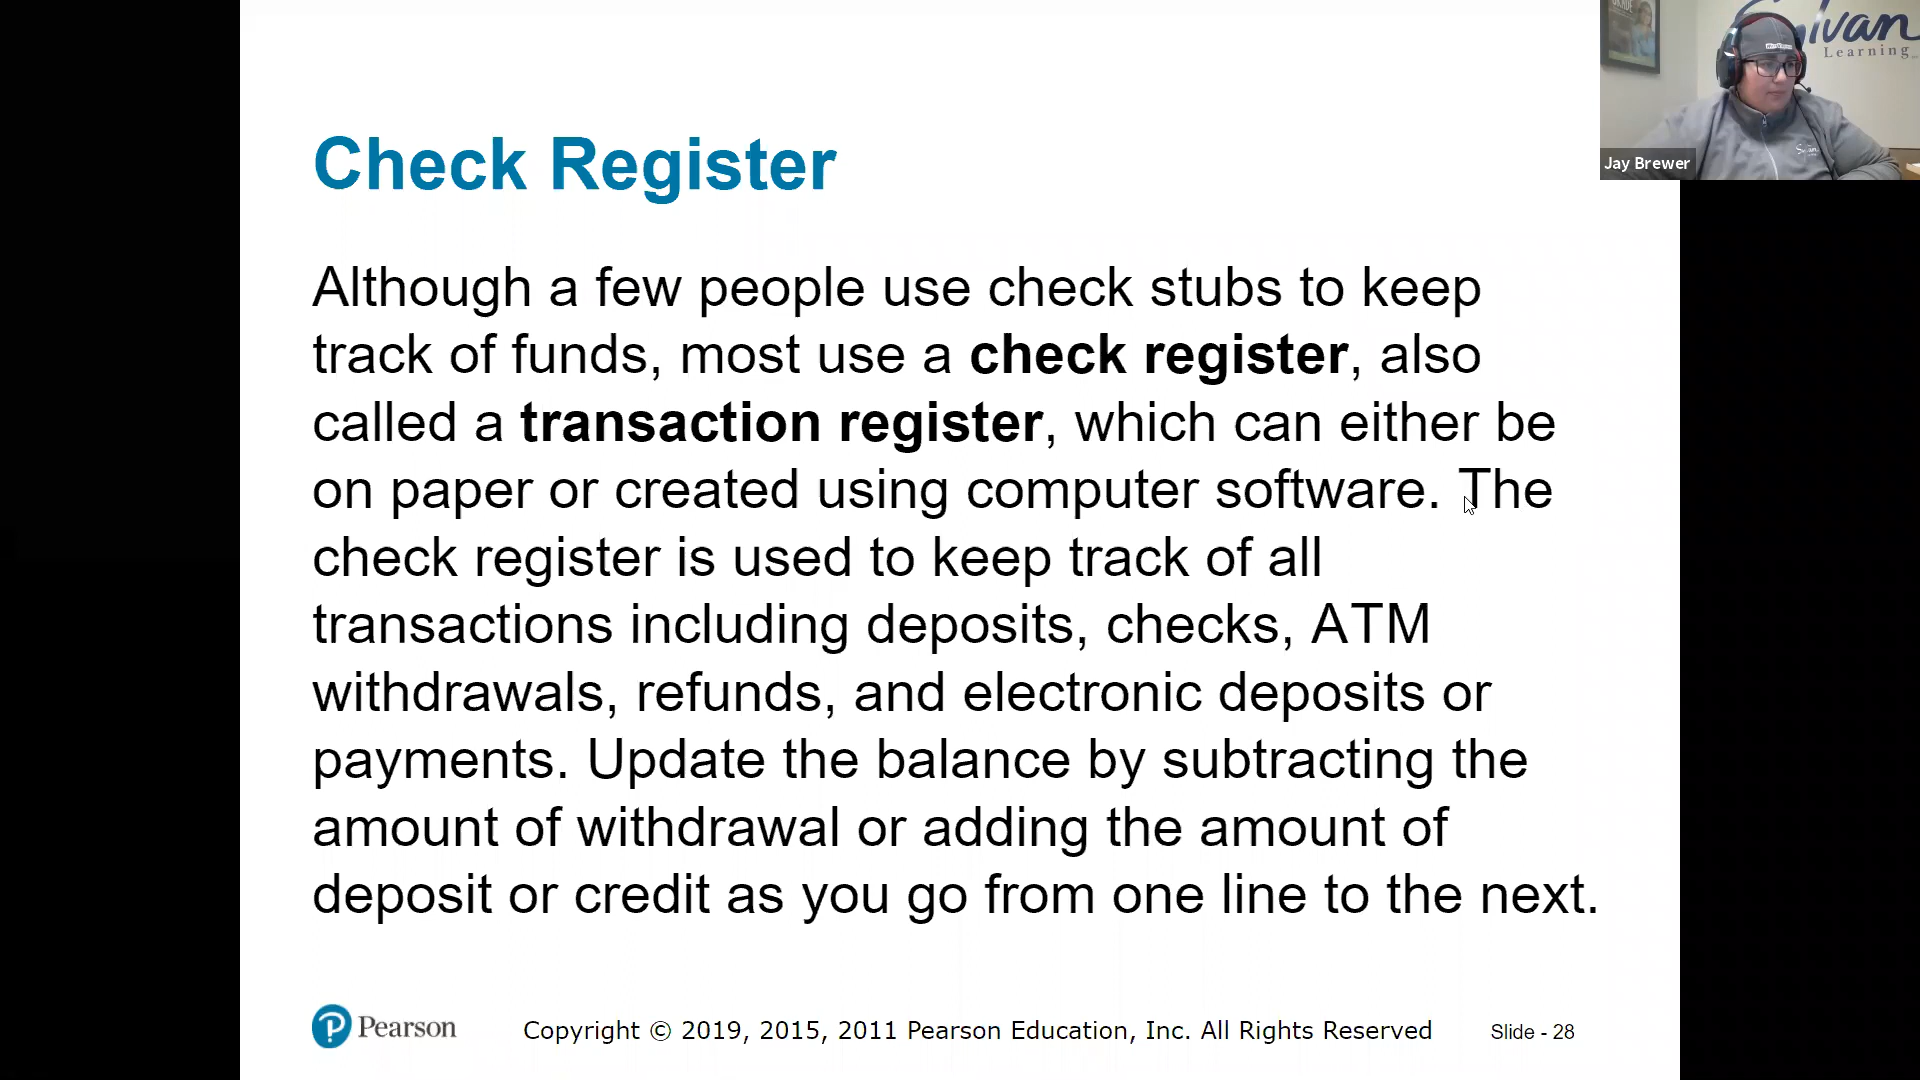 Check Register
Although a few people use check stubs to keep
track of funds, most use a check register, also
called a transaction register, which can either be
on paper or created using computer software. The
check register is used to keep track of all
transactions including deposits, checks, ATM
withdrawals, refunds, and electronic deposits or
payments. Update the balance by subtracting the
amount of withdrawal or adding the amount of
deposit or credit as you go from one line to the next.
Pearson
Copyright © 2019, 2015, 2011 Pearson Education, Inc. All Rights Reserved
Slide - 28
Sylvan
Learning
Jay Brewer